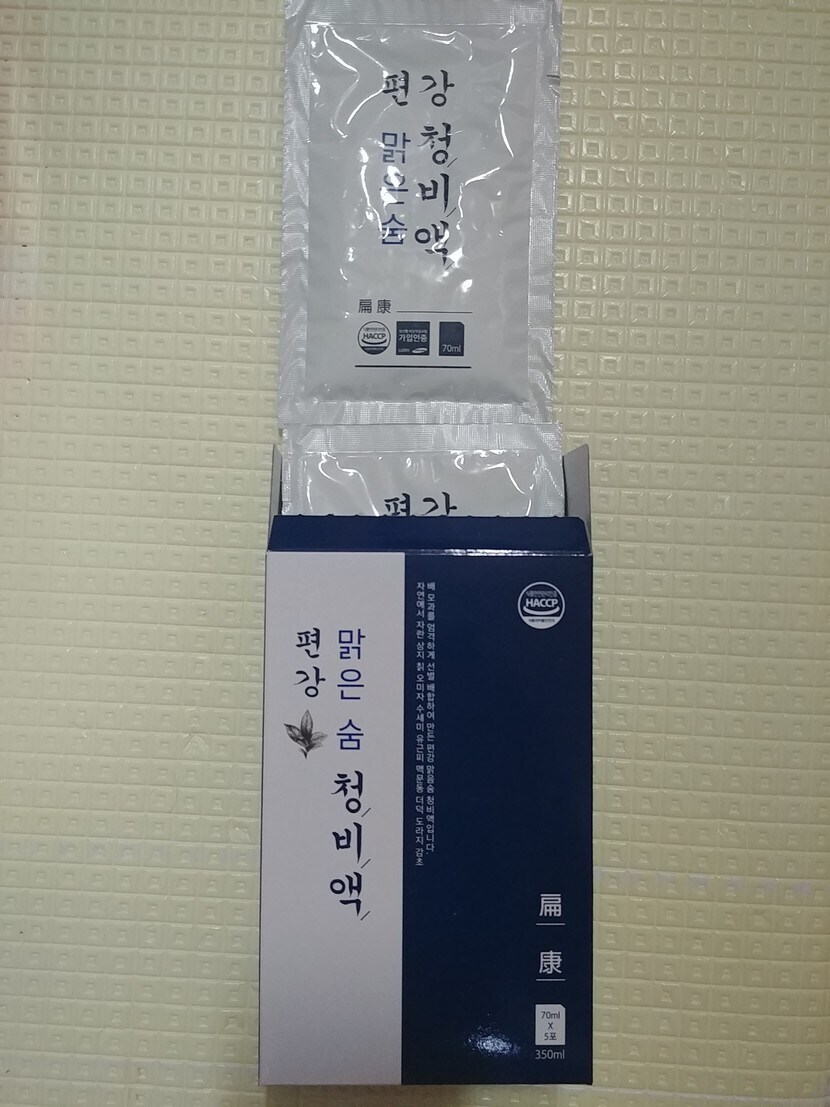 편강
청비액
맑은숨
扁康
HACCP
가입인증
70ml
편강
맑은 숨
편강
청비액
자연에서 자란 삼지 칡 오미자 수세미 유근피 맥문동 더덕 도라지 감초
배 모과를 엄격하게 선별 배합하여 만든 편강 맑음숨 청비액입니다.
HACCP
扁康
70ml
X
5포
350ml